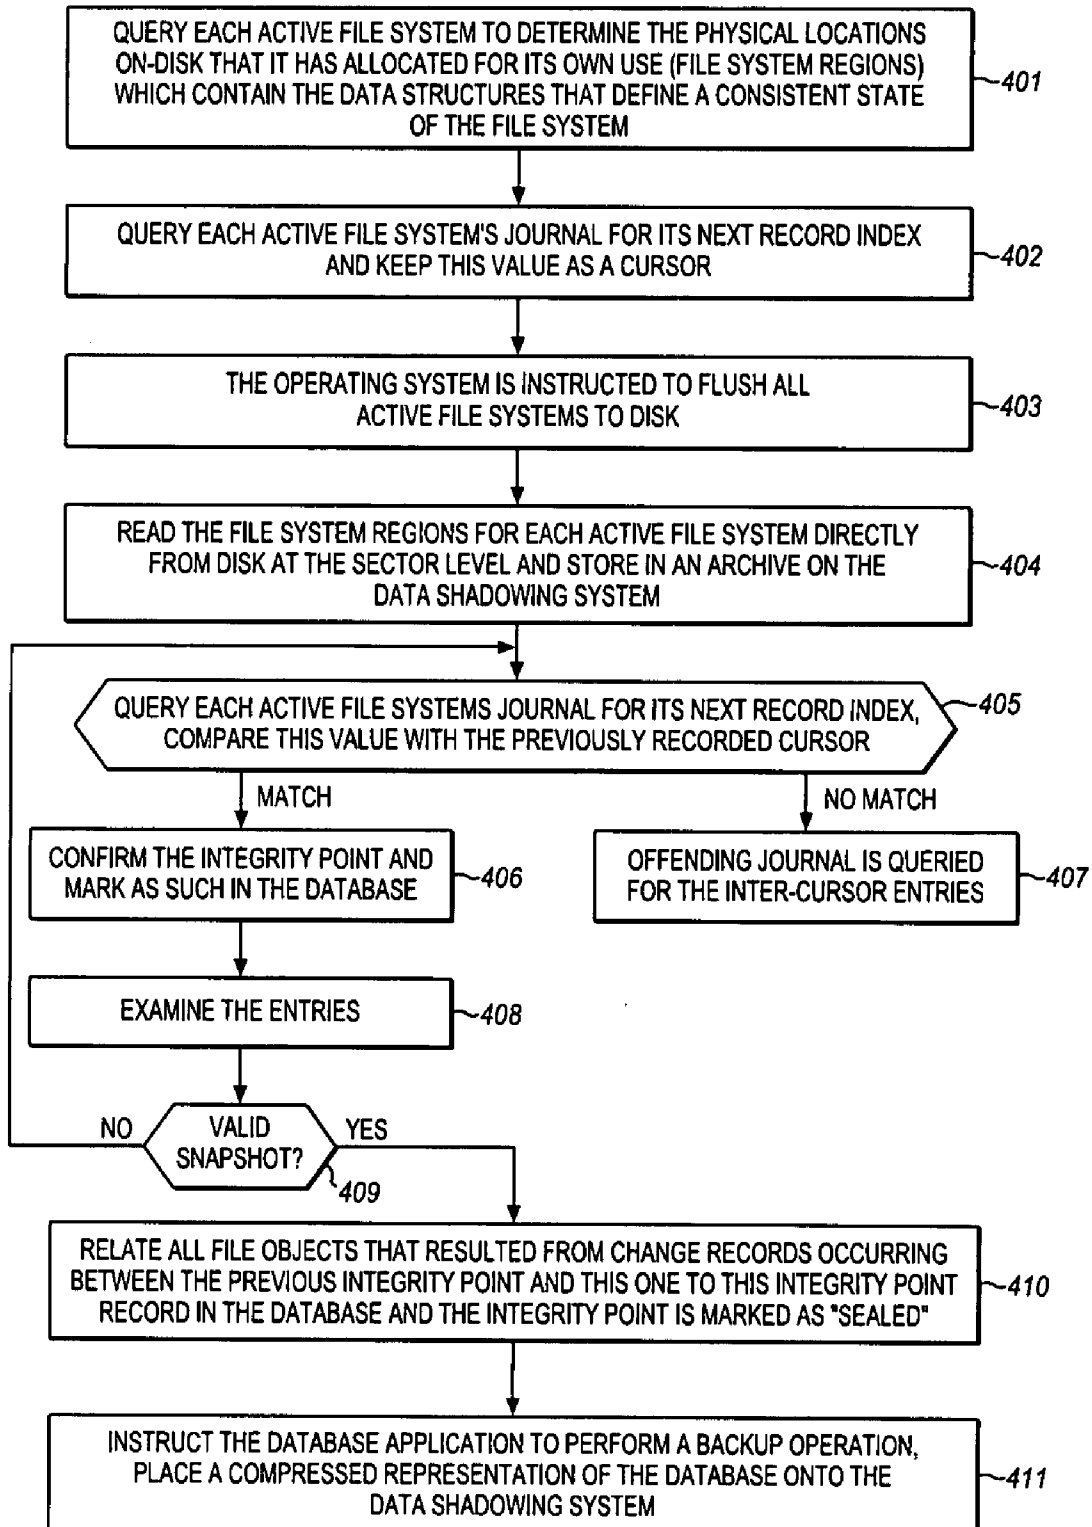 QUERY EACH ACTIVE FILE SYSTEM TO DETERMINE THE PHYSICAL LOCATIONS
ON-DISK THAT IT HAS ALLOCATED FOR ITS OWN USE (FILE SYSTEM REGIONS)
WHICH CONTAIN THE DATA STRUCTURES THAT DEFINE A CONSISTENT STATE
OF THE FILE SYSTEM
401
QUERY EACH ACTIVE FILE SYSTEM'S JOURNAL FOR ITS NEXT RECORD INDEX
AND KEEP THIS VALUE AS A CURSOR
402
THE OPERATING SYSTEM IS INSTRUCTED TO FLUSH ALL
ACTIVE FILE SYSTEMS TO DISK
403
READ THE FILE SYSTEM REGIONS FOR EACH ACTIVE FILE SYSTEM DIRECTLY
FROM DISK AT THE SECTOR LEVEL AND STORE IN AN ARCHIVE ON THE
DATA SHADOWING SYSTEM
404
QUERY EACH ACTIVE FILE SYSTEMS JOURNAL FOR ITS NEXT RECORD INDEX,
COMPARE THIS VALUE WITH THE PREVIOUSLY RECORDED CURSOR
405
MATCH
NO MATCH
CONFIRM THE INTEGRITY POINT AND
MARK AS SUCH IN THE DATABASE
406
OFFENDING JOURNAL IS QUERIED
FOR THE INTER-CURSOR ENTRIES
407
EXAMINE THE ENTRIES
408
NO
VALID
SNAPSHOT?
YES
409
RELATE ALL FILE OBJECTS THAT RESULTED FROM CHANGE RECORDS OCCURRING
BETWEEN THE PREVIOUS INTEGRITY POINT AND THIS ONE TO THIS INTEGRITY POINT
RECORD IN THE DATABASE AND THE INTEGRITY POINT IS MARKED AS "SEALED"
410
INSTRUCT THE DATABASE APPLICATION TO PERFORM A BACKUP OPERATION,
PLACE A COMPRESSED REPRESENTATION OF THE DATABASE ONTO THE
DATA SHADOWING SYSTEM
411